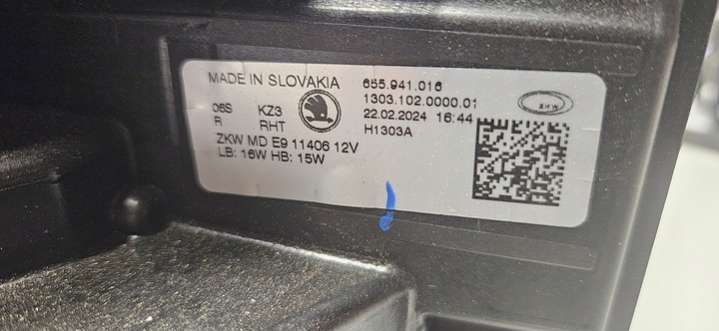 MADE IN SLOVAKIA
655.941.016
1303.102.0000.01
06S KZ3
22.02.2024 16:44
R RHT
H1303A
ZKW MD E9 11406 12V
LB: 16W HB: 15W
ZKW